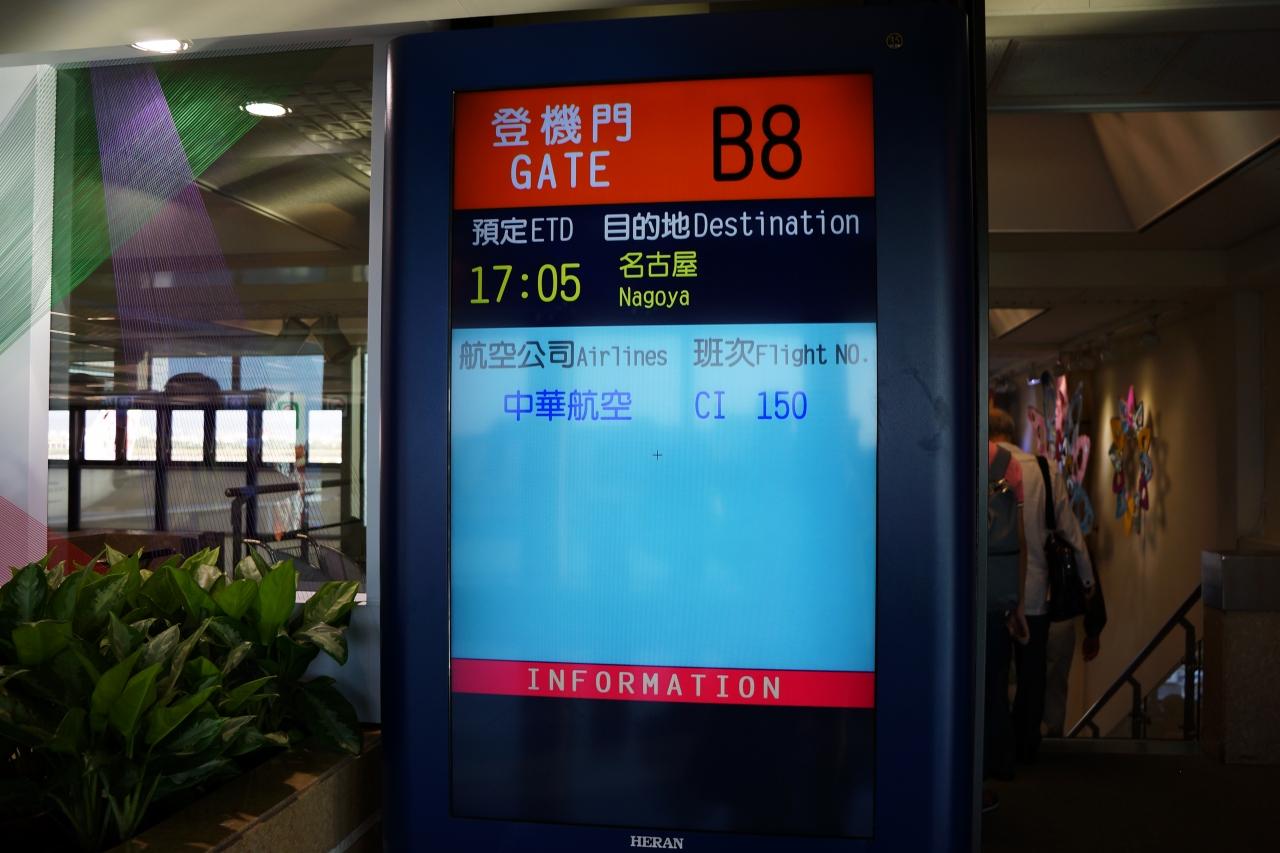 登機門
GATE
B8
預定ETD 目的地Destination
17:05 名古屋
Nagoya
航空公司Airlines 班次Flight NO.
中華航空 CI 150
INFORMATION
HERAN